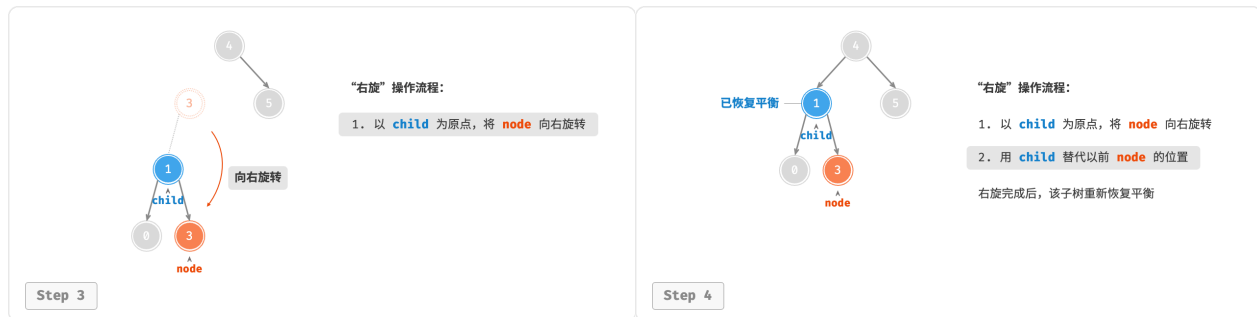 4
“右旋”操作流程：
3
5
1. 以 child 为原点，将 node 向右旋转
1
向右旋转
child
0
3
node
Step 3
4
“右旋”操作流程：
已恢复平衡
1
5
1. 以 child 为原点，将 node 向右旋转
child
2. 用 child 替代以前 node 的位置
0
3
右旋完成后，该子树重新恢复平衡
node
Step 4